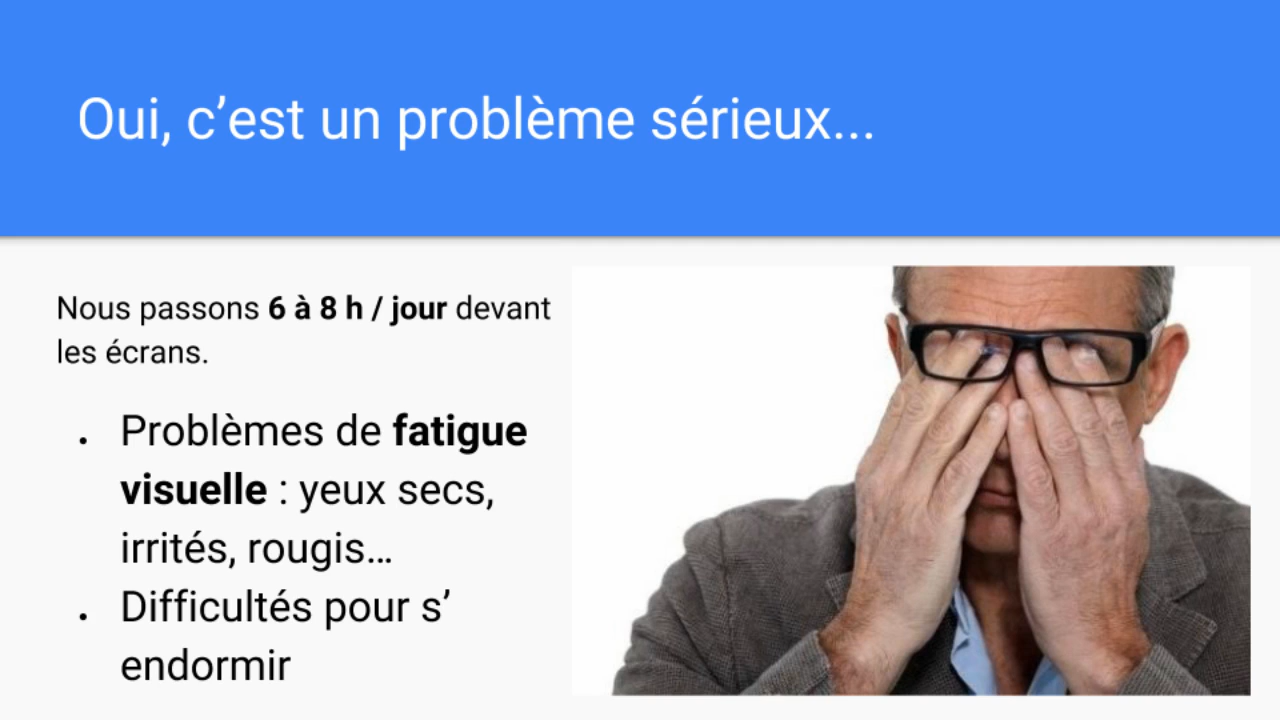 Oui, c’est un problème sérieux...
Nous passons 6 à 8 h / jour devant
les écrans.
. Problèmes de fatigue
visuelle : yeux secs,
irrités, rougis…
. Difficultés pour s’
endormir